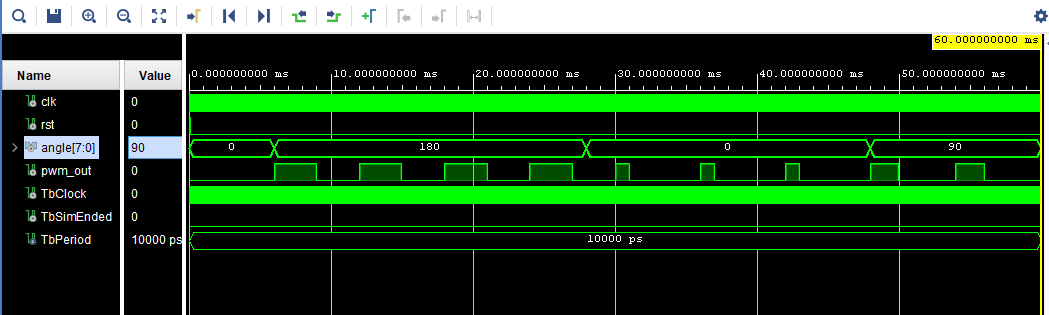 60.000000000 ms
Name Value
0.000000000 ms 10.000000000 ms 20.000000000 ms 30.000000000 ms 40.000000000 ms 50.000000000 ms
clk 0
rst 0
angle[7:0] 90 0 180 0 90
pwm_out 0
TbClock 0
TbSimEnded 0
TbPeriod 10000 ps 10000 ps